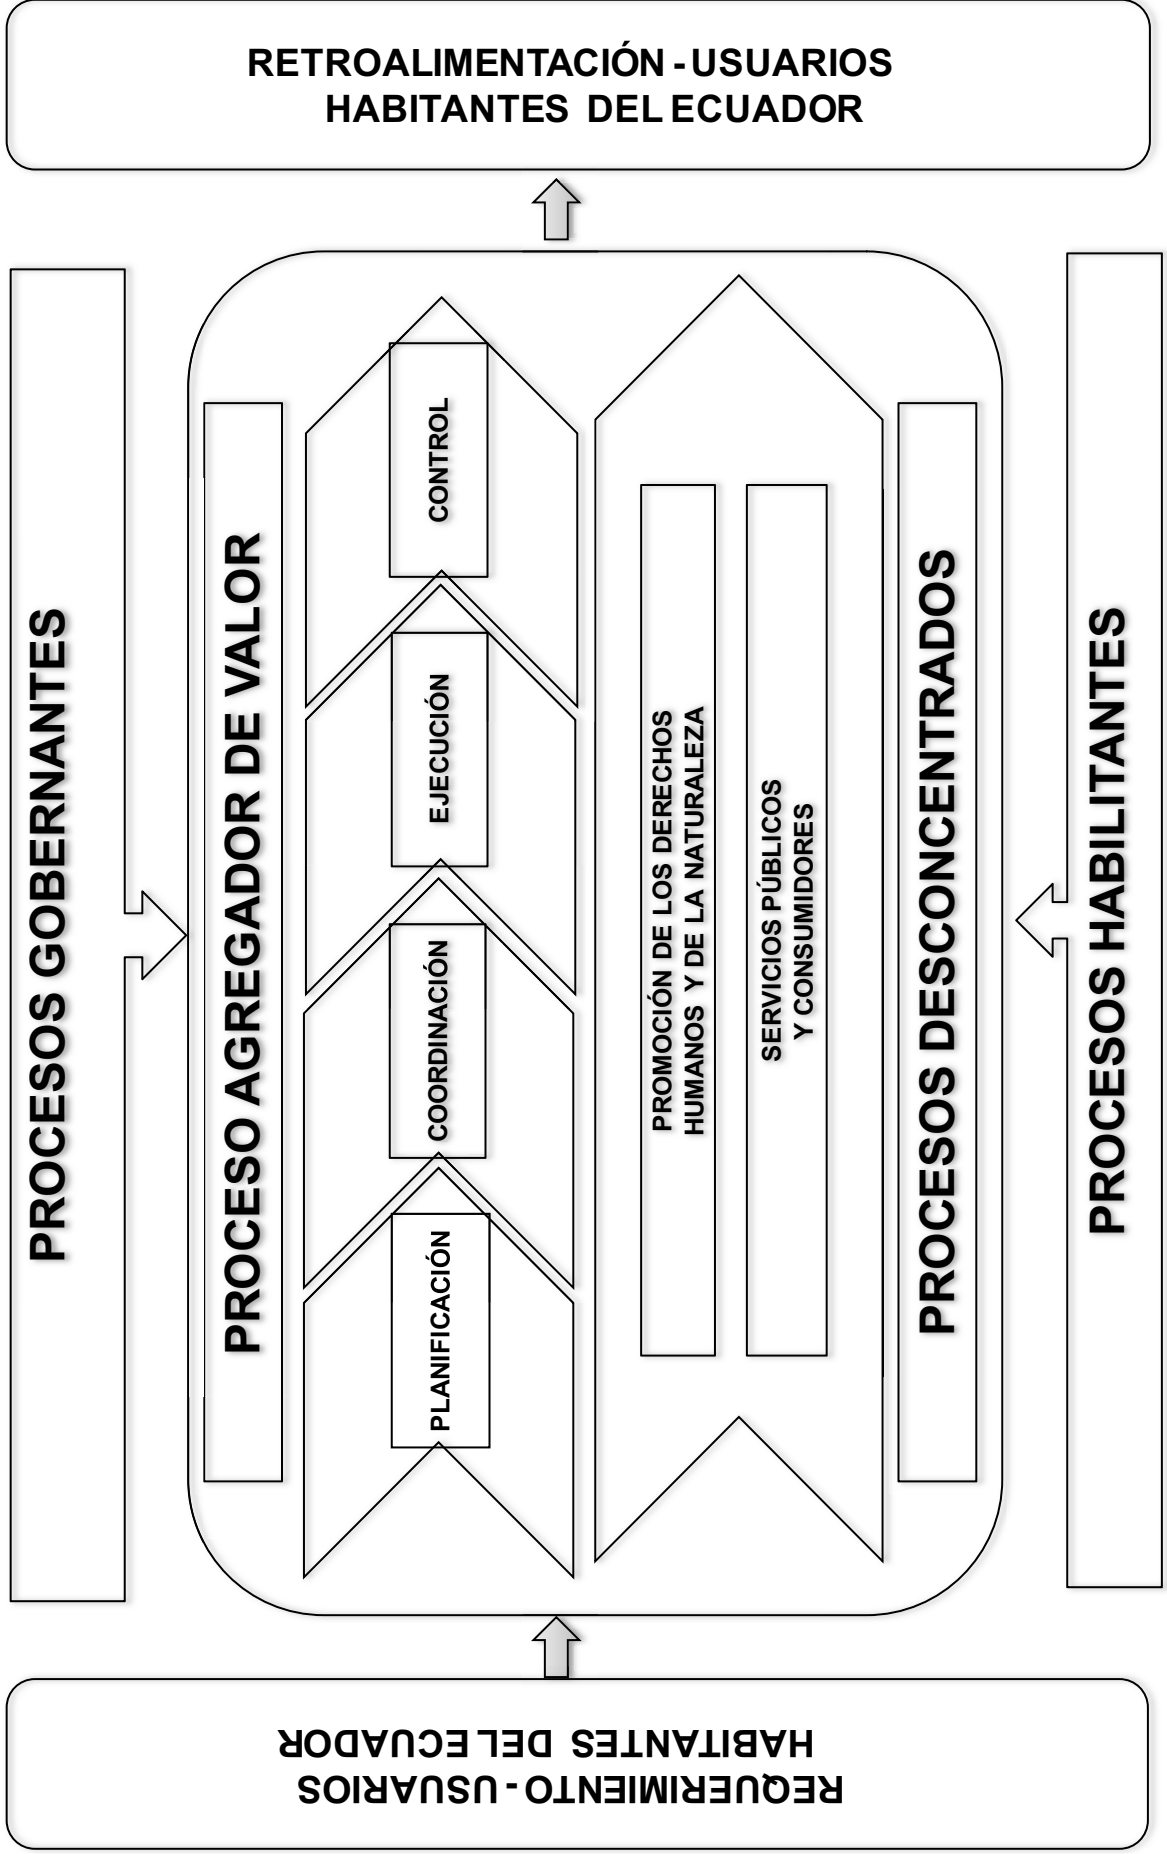 RETROALIMENTACIÓN - USUARIOS
HABITANTES DEL ECUADOR
PROCESOS GOBERNANTES
PROCESO AGREGADOR DE VALOR
PLANIFICACIÓN
COORDINACIÓN
EJECUCIÓN
CONTROL
PROMOCIÓN DE LOS DERECHOS
HUMANOS Y DE LA NATURALEZA
SERVICIOS PÚBLICOS
Y CONSUMIDORES
PROCESOS DESCONCENTRADOS
PROCESOS HABILITANTES
REQUERIMIENTO - USUARIOS
HABITANTES DEL ECUADOR